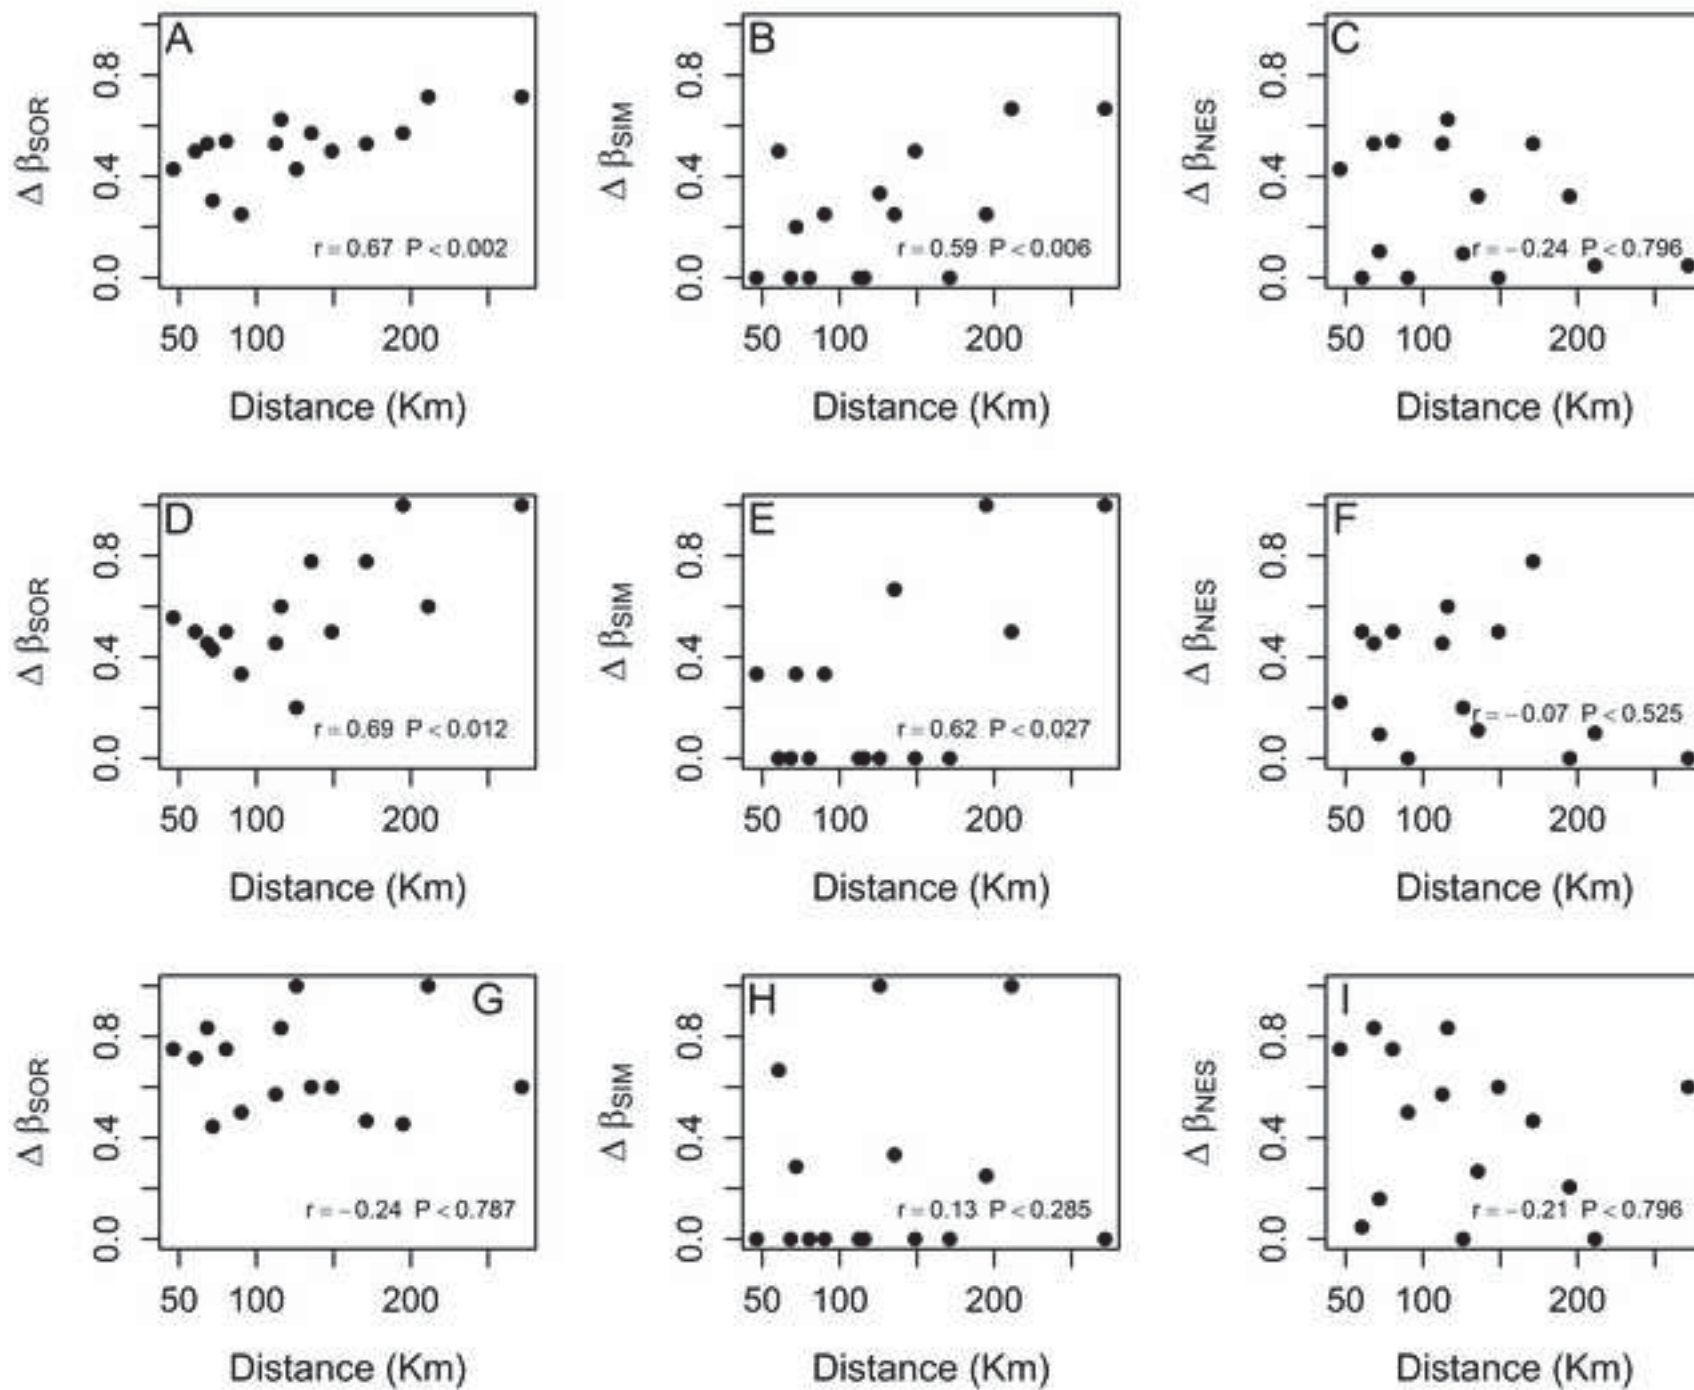 A
B
C
Δ βSOR
Δ βSIM
Δ βNES
0.0 0.4 0.8
0.0 0.4 0.8
0.0 0.4 0.8
r = 0.67 P < 0.002
r = 0.59 P < 0.006
r = −0.24 P < 0.796
50 100 200
50 100 200
50 100 200
Distance (Km)
Distance (Km)
Distance (Km)
D
E
F
Δ βSOR
Δ βSIM
Δ βNES
0.0 0.4 0.8
0.0 0.4 0.8
0.0 0.4 0.8
r = 0.69 P < 0.012
r = 0.62 P < 0.027
r = −0.07 P < 0.525
50 100 200
50 100 200
50 100 200
Distance (Km)
Distance (Km)
Distance (Km)
G
H
I
Δ βSOR
Δ βSIM
Δ βNES
0.0 0.4 0.8
0.0 0.4 0.8
0.0 0.4 0.8
r = −0.24 P < 0.787
r = 0.13 P < 0.285
r = −0.21 P < 0.796
50 100 200
50 100 200
50 100 200
Distance (Km)
Distance (Km)
Distance (Km)